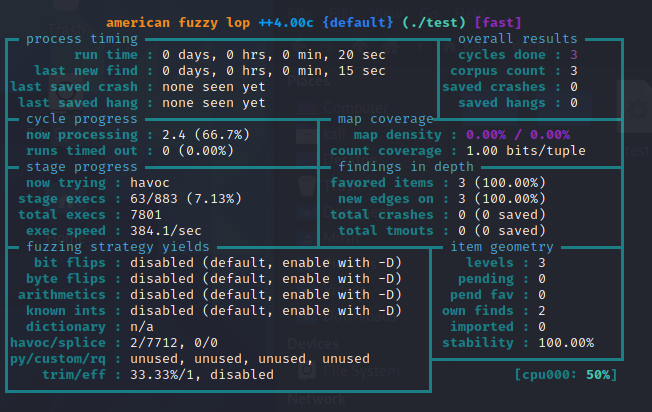 american fuzzy lop ++4.00c {default} (./test) [fast]
process timing
run time : 0 days, 0 hrs, 0 min, 20 sec
last new find : 0 days, 0 hrs, 0 min, 15 sec
last saved crash : none seen yet
last saved hang : none seen yet
overall results
cycles done : 3
corpus count : 3
saved crashes : 0
saved hangs : 0
cycle progress
now processing : 2.4 (66.7%)
runs timed out : 0 (0.00%)
map coverage
map density : 0.00% / 0.00%
count coverage : 1.00 bits/tuple
stage progress
now trying : havoc
stage execs : 63/883 (7.13%)
total execs : 7801
exec speed : 384.1/sec
findings in depth
favored items : 3 (100.00%)
new edges on : 3 (100.00%)
total crashes : 0 (0 saved)
total tmouts : 0 (0 saved)
fuzzing strategy yields
bit flips : disabled (default, enable with -D)
byte flips : disabled (default, enable with -D)
arithmetics : disabled (default, enable with -D)
known ints : disabled (default, enable with -D)
dictionary : n/a
havoc/splice : 2/7712, 0/0
py/custom/rq : unused, unused, unused, unused
trim/eff : 33.33%/1, disabled
item geometry
levels : 3
pending : 0
pend fav : 0
own finds : 2
imported : 0
stability : 100.00%
[cpu000: 50%]
Places
Computer
Devices
File System
Network